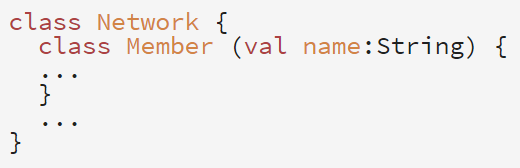 class Network {
  class Member (val name:String) {
  ...
  }
  ...
}